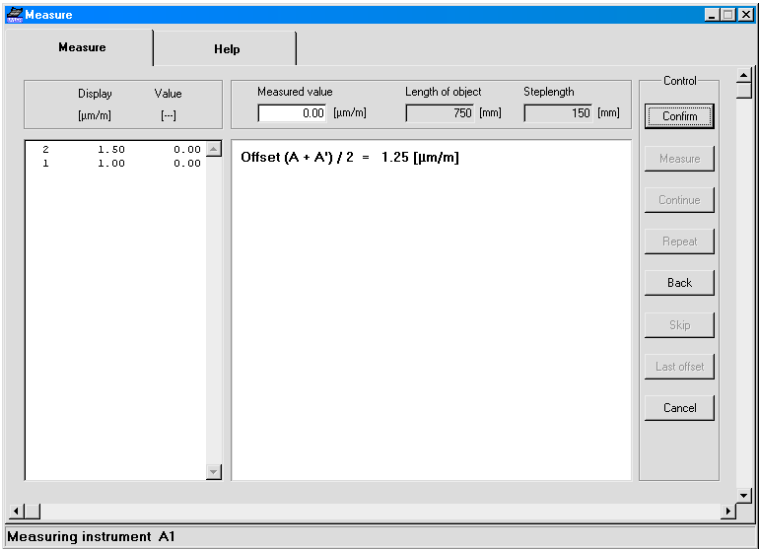 Measure
Measure Help
Display Value
[µm/m] [---]
2 1.50 0.00
1 1.00 0.00
Measured value Length of object Steplength
0.00 [µm/m] 750 [mm] 150 [mm]
Offset (A + A') / 2 = 1.25 [µm/m]
Control
Confirm
Measure
Continue
Repeat
Back
Skip
Last offset
Cancel
Measuring instrument A1